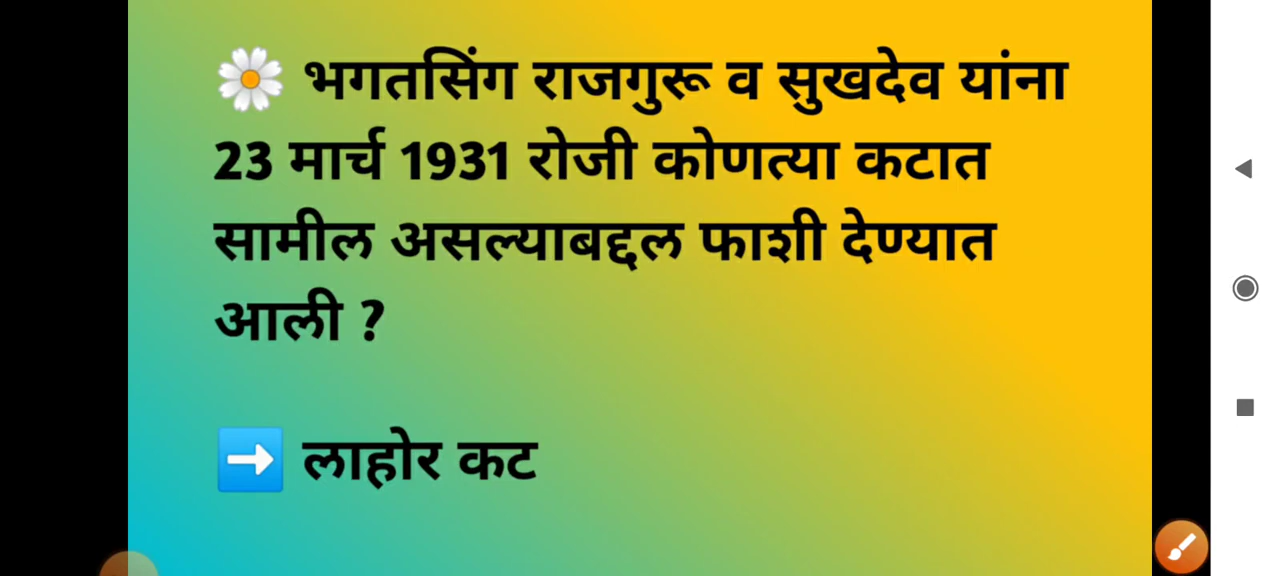 🌼 भगतसिंग राजगुरू व सुखदेव यांना
23 मार्च 1931 रोजी कोणत्या कटात
सामील असल्याबद्दल फाशी देण्यात
आली ?
➡️ लाहोर कट